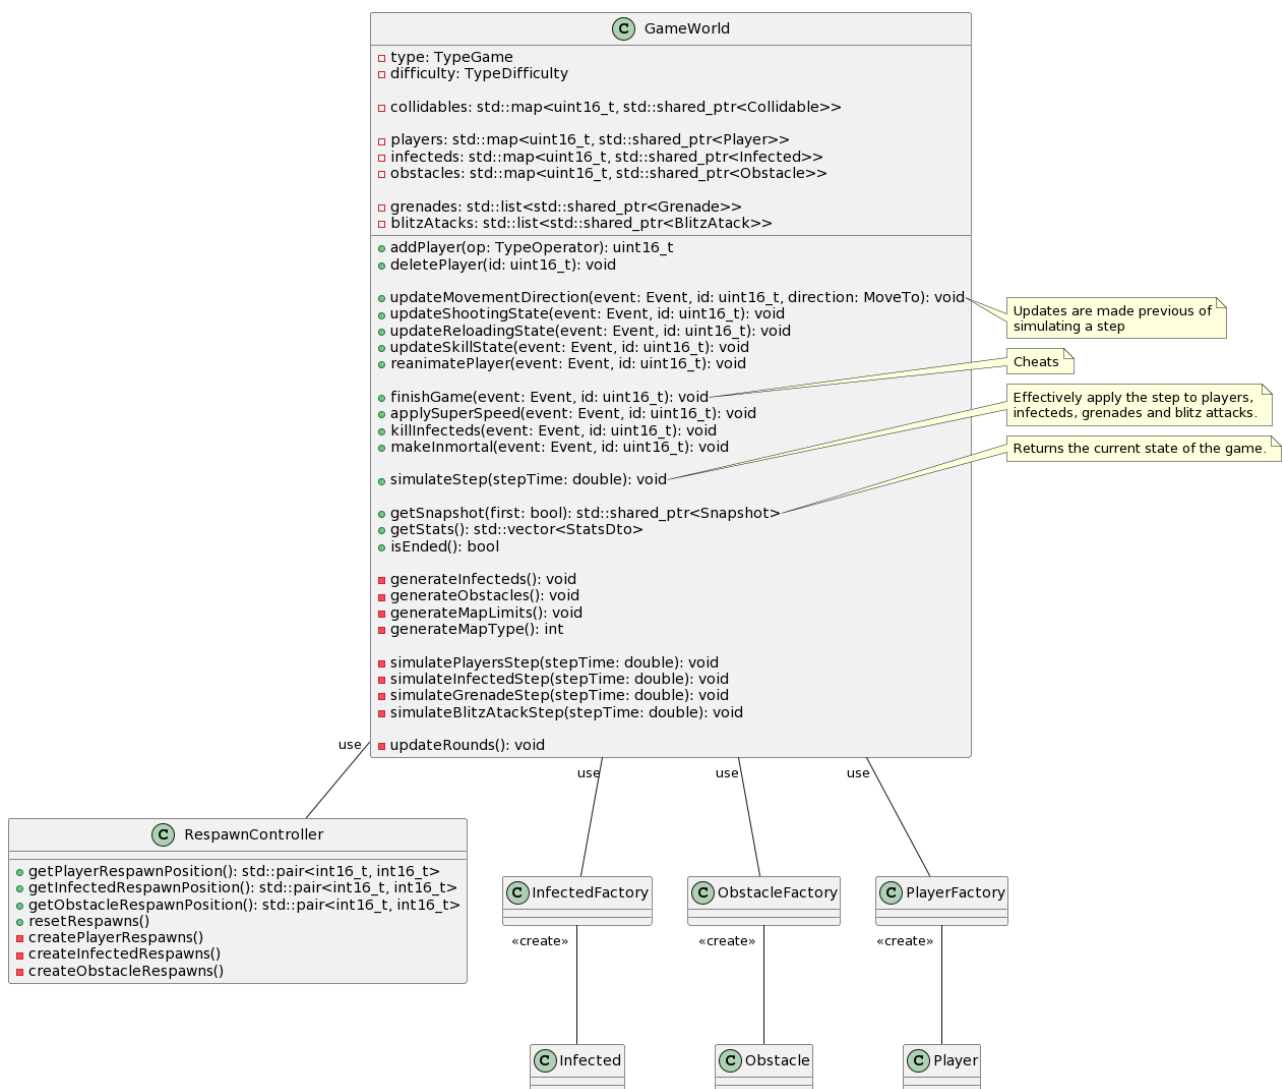 C GameWorld
type: TypeGame
difficulty: TypeDifficulty
collidables: std::map<uint16_t, std::shared_ptr<Collidable>>
players: std::map<uint16_t, std::shared_ptr<Player>>
infecteds: std::map<uint16_t, std::shared_ptr<Infected>>
obstacles: std::map<uint16_t, std::shared_ptr<Obstacle>>
grenades: std::list<std::shared_ptr<Grenade>>
blitzAtacks: std::list<std::shared_ptr<BlitzAtack>>
addPlayer(op: TypeOperator): uint16_t
deletePlayer(id: uint16_t): void
updateMovementDirection(event: Event, id: uint16_t, direction: MoveTo): void
updateShootingState(event: Event, id: uint16_t): void
updateReloadingState(event: Event, id: uint16_t): void
updateSkillState(event: Event, id: uint16_t): void
reanimatePlayer(event: Event, id: uint16_t): void
finishGame(event: Event, id: uint16_t): void
applySuperSpeed(event: Event, id: uint16_t): void
killInfecteds(event: Event, id: uint16_t): void
makeInmortal(event: Event, id: uint16_t): void
simulateStep(stepTime: double): void
getSnapshot(first: bool): std::shared_ptr<Snapshot>
getStats(): std::vector<StatsDto>
isEnded(): bool
generateInfecteds(): void
generateObstacles(): void
generateMapLimits(): void
generateMapType(): int
simulatePlayersStep(stepTime: double): void
simulateInfectedStep(stepTime: double): void
simulateGrenadeStep(stepTime: double): void
simulateBlitzAtackStep(stepTime: double): void
updateRounds(): void
Updates are made previous of
simulating a step
Cheats
Effectively apply the step to players,
infecteds, grenades and blitz attacks.
Returns the current state of the game.
use
use
use
use
C RespawnController
getPlayerRespawnPosition(): std::pair<int16_t, int16_t>
getInfectedRespawnPosition(): std::pair<int16_t, int16_t>
getObstacleRespawnPosition(): std::pair<int16_t, int16_t>
resetRespawns()
createPlayerRespawns()
createInfectedRespawns()
createObstacleRespawns()
C InfectedFactory
C ObstacleFactory
C PlayerFactory
«create»
«create»
«create»
C Infected
C Obstacle
C Player